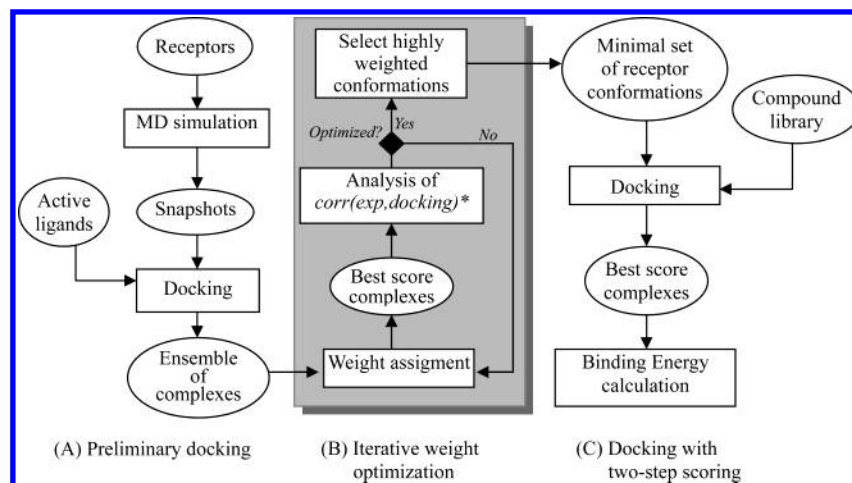 Receptors
MD simulation
Snapshots
Active
ligands
Docking
Ensemble
of
complexes
(A) Preliminary docking
Select highly
weighted
conformations
Optimized?
Yes
No
Analysis of
corr(exp,docking)*
Best score
complexes
Weight assigment
(B) Iterative weight
optimization
Minimal set
of receptor
conformations
Compound
library
Docking
Best score
complexes
Binding Energy
calculation
(C) Docking with
two-step scoring